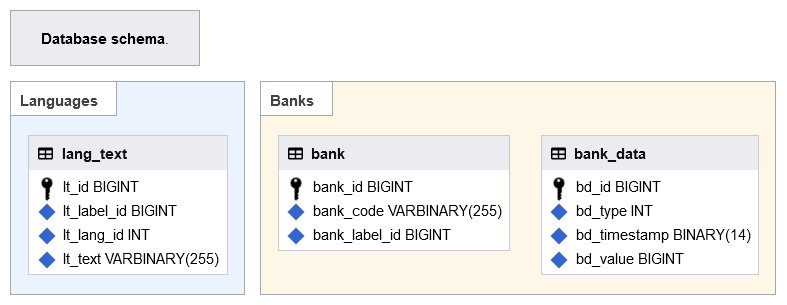 Database schema.
Languages
lang_text
lt_id BIGINT
lt_label_id BIGINT
lt_lang_id INT
lt_text VARBINARY(255)
Banks
bank
bank_id BIGINT
bank_code VARBINARY(255)
bank_label_id BIGINT
bank_data
bd_id BIGINT
bd_type INT
bd_timestamp BINARY(14)
bd_value BIGINT